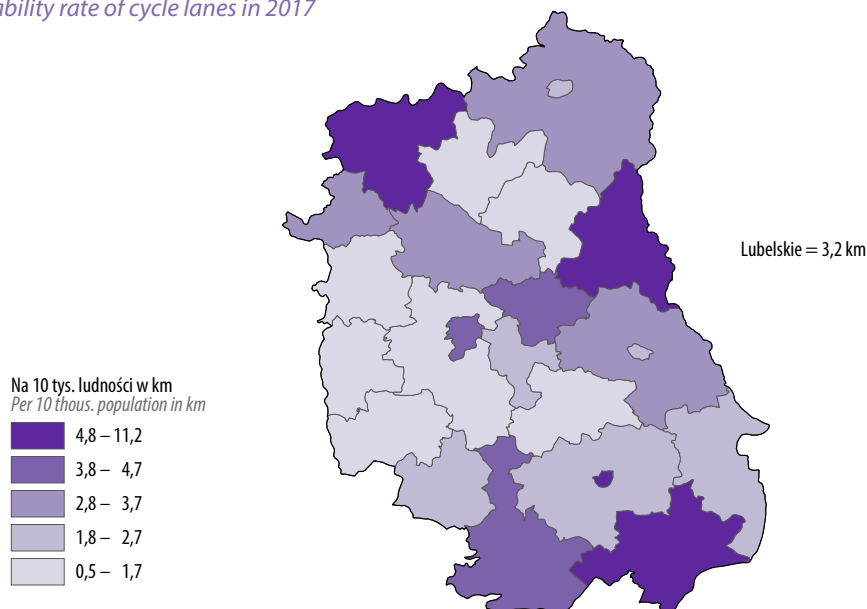 ability rate of cycle lanes in 2017
Lubelskie = 3,2 km
Na 10 tys. ludności w km
Per 10 thous. population in km
4,8 – 11,2
3,8 – 4,7
2,8 – 3,7
1,8 – 2,7
0,5 – 1,7